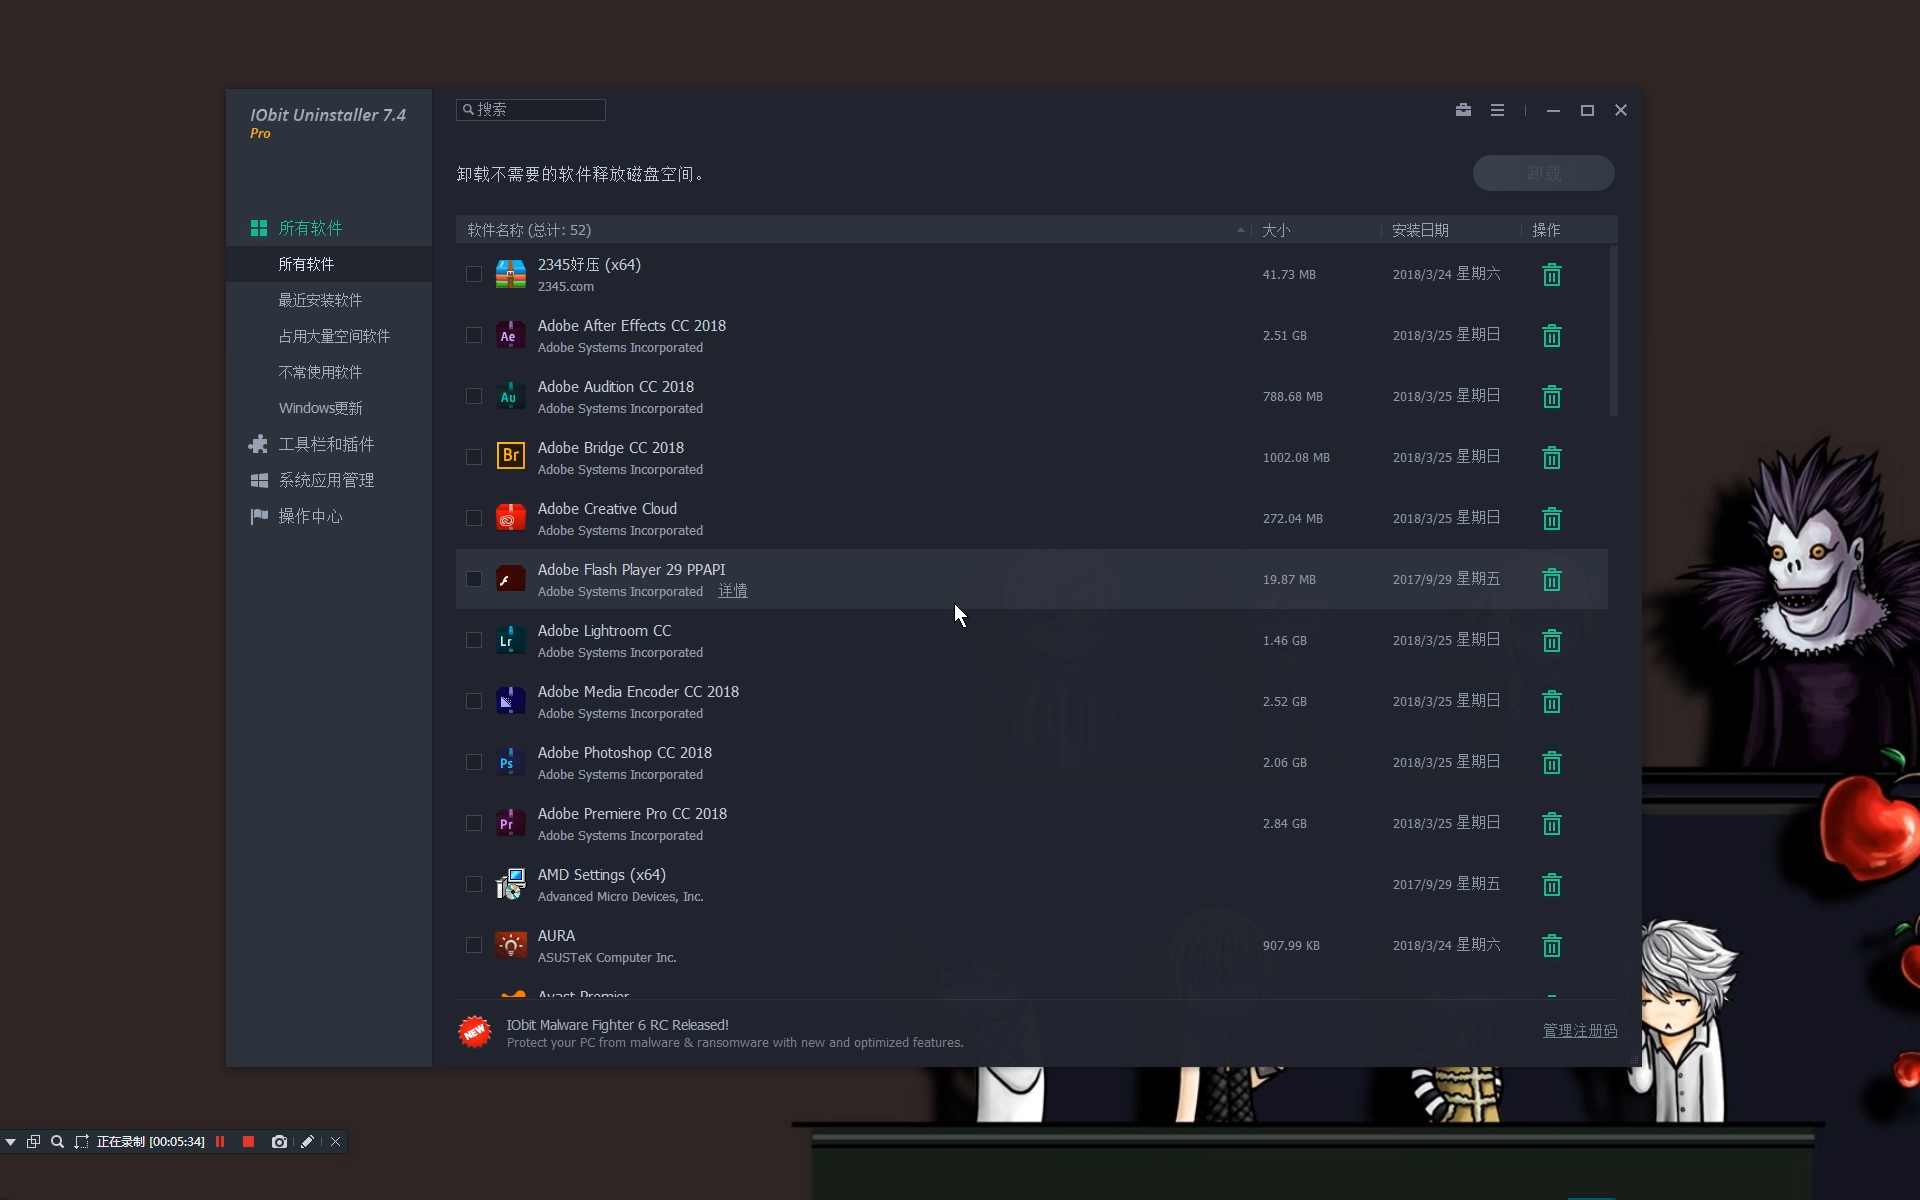 IObit Uninstaller 7.4
Pro
搜索
卸载不需要的软件释放磁盘空间。
卸载
所有软件
所有软件
最近安装软件
占用大量空间软件
不常使用软件
Windows更新
工具栏和插件
系统应用管理
操作中心
软件名称 (总计: 52) 大小 安装日期 操作
2345好压 (x64)
2345.com
41.73 MB 2018/3/24 星期六
Ae
Adobe After Effects CC 2018
Adobe Systems Incorporated
2.51 GB 2018/3/25 星期日
Au
Adobe Audition CC 2018
Adobe Systems Incorporated
788.68 MB 2018/3/25 星期日
Br
Adobe Bridge CC 2018
Adobe Systems Incorporated
1002.08 MB 2018/3/25 星期日
Adobe Creative Cloud
Adobe Systems Incorporated
272.04 MB 2018/3/25 星期日
Adobe Flash Player 29 PPAPI
Adobe Systems Incorporated 详情
19.87 MB 2017/9/29 星期五
Lr
Adobe Lightroom CC
Adobe Systems Incorporated
1.46 GB 2018/3/25 星期日
Adobe Media Encoder CC 2018
Adobe Systems Incorporated
2.52 GB 2018/3/25 星期日
Ps
Adobe Photoshop CC 2018
Adobe Systems Incorporated
2.06 GB 2018/3/25 星期日
Pr
Adobe Premiere Pro CC 2018
Adobe Systems Incorporated
2.84 GB 2018/3/25 星期日
AMD Settings (x64)
Advanced Micro Devices, Inc.
2017/9/29 星期五
AURA
ASUSTeK Computer Inc.
907.99 KB 2018/3/24 星期六
Avast Premier
NEW
IObit Malware Fighter 6 RC Released!
Protect your PC from malware & ransomware with new and optimized features.
管理注册码
正在录制 [00:05:34]